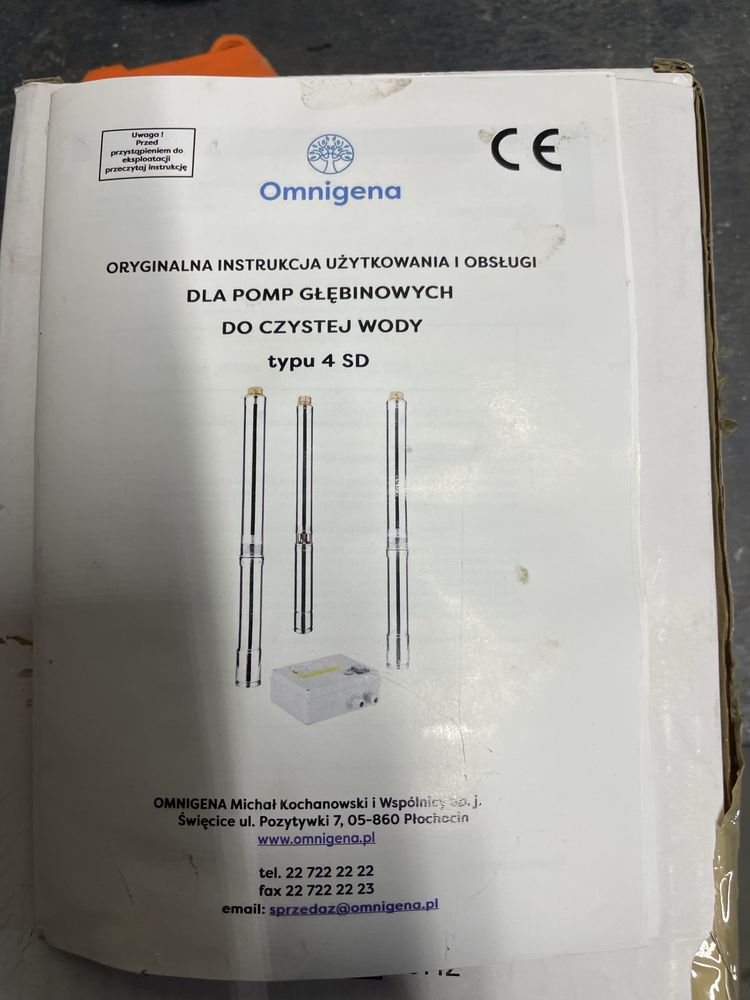 Uwaga !
Przed
przystąpieniem do
eksploatacji
przeczytaj instrukcję
CE
Omnigena
ORYGINALNA INSTRUKCJA UŻYTKOWANIA I OBSŁUGI
DLA POMP GŁĘBINOWYCH
DO CZYSTEJ WODY
typu 4 SD
OMNIGENA Michał Kochanowski i Wspólnicy Sp. j.
Święcice ul. Pozytywki 7, 05-860 Płochocin
www.omnigena.pl
tel. 22 722 22 22
fax 22 722 22 23
email: sprzedaz@omnigena.pl